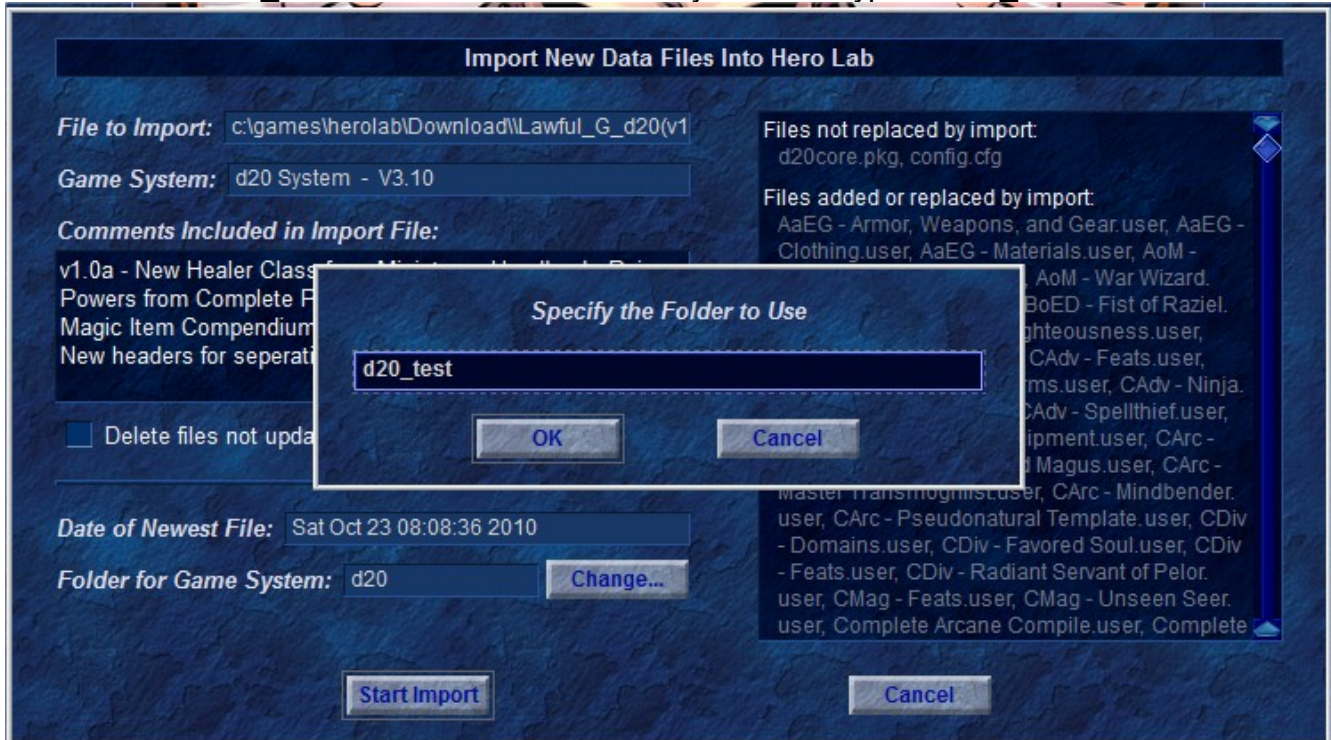 Import New Data Files Into Hero Lab
File to Import: c:\games\herolab\Download\\Lawful_G_d20(v1
Game System: d20 System - V3.10
Comments Included in Import File:
v1.0a - New Healer Class
Powers from Complete
Magic Item Compendium
New headers for
Delete files not
Date of Newest File: Sat Oct 23 08:08:36 2010
Folder for Game System: d20
Change...
Start Import
Specify the Folder to Use
d20_test
OK
Cancel
Files not replaced by import:
d20core.pkg, config.cfg
Files added or replaced by import:
AaEG - Armor, Weapons, and Gear.user, AaEG -
Clothing.user, AaEG - Materials.user, AoM -
AoM - War Wizard.
BoED - Fist of Raziel.
CAdv - Feats.user,
CAdv - Ninja.
CAdv - Spellthief.user,
CArc -
Magus.user, CArc -
Master Transmogrifist.user, CArc - Mindbender.
user, CArc - Pseudonatural Template.user, CDiv
- Domains.user, CDiv - Favored Soul.user, CDiv
- Feats.user, CDiv - Radiant Servant of Pelor.
user, CMag - Feats.user, CMag - Unseen Seer.
user, Complete Arcane Compile.user, Complete
Cancel